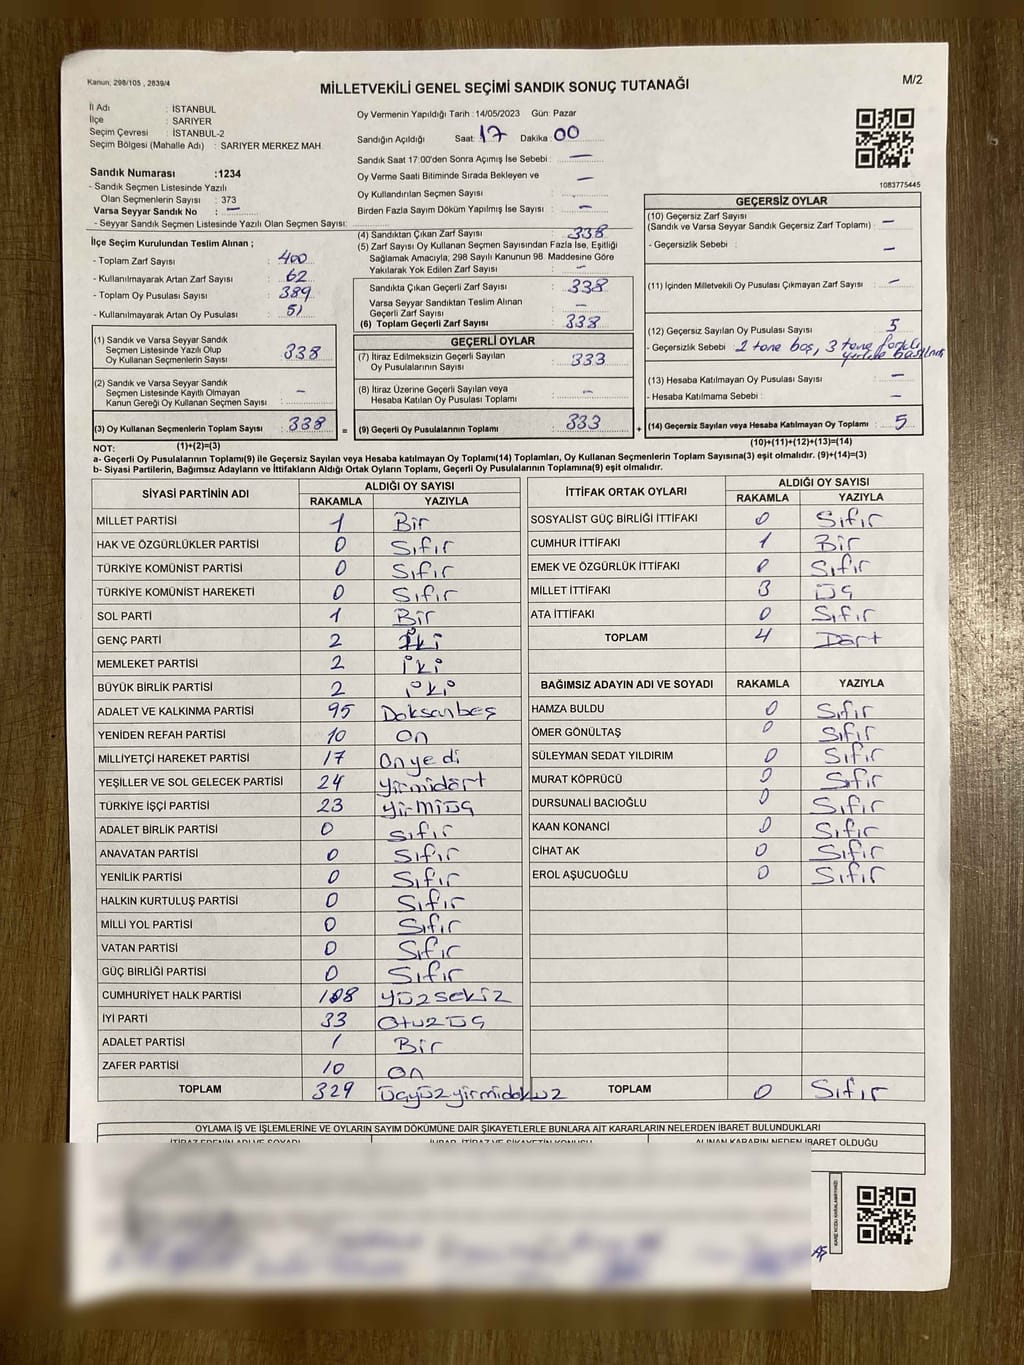 Kanun, 298/105 , 2839/4
MİLLETVEKİLİ GENEL SEÇİMİ SANDIK SONUÇ TUTANAĞI
M/2
İl Adı : İSTANBUL
İlçe : SARIYER
Seçim Çevresi : İSTANBUL-2
Seçim Bölgesi (Mahalle Adı) : SARIYER MERKEZ MAH.
Sandık Numarası :1234
- Sandık Seçmen Listesinde Yazılı
Olan Seçmenlerin Sayısı : 373
Varsa Seyyar Sandık No : —
- Seyyar Sandık Seçmen Listesinde Yazılı Olan Seçmen Sayısı:
Oy Vermenin Yapıldığı Tarih : 14/05/2023 Gün: Pazar
Sandığın Açıldığı Saat: 17 Dakika: 00
Sandık Saat 17:00'den Sonra Açımış İse Sebebi : —
Oy Verme Saati Bitiminde Sırada Bekleyen ve —
Oy Kullandırılan Seçmen Sayısı :
Birden Fazla Sayım Döküm Yapılmış İse Sayısı : —
1083775445
İlçe Seçim Kurulundan Teslim Alınan ;
- Toplam Zarf Sayısı : 400
- Kullanılmayarak Artan Zarf Sayısı : 62
- Toplam Oy Pusulası Sayısı : 389
- Kullanılmayarak Artan Oy Pusulası : 51
(1) Sandık ve Varsa Seyyar Sandık
Seçmen Listesinde Yazılı Olup
Oy Kullanan Seçmenlerin Sayısı : 338
(2) Sandık ve Varsa Seyyar Sandık
Seçmen Listesinde Kayıtlı Olmayan
Kanun Gereği Oy Kullanan Seçmen Sayısı : —
(3) Oy Kullanan Seçmenlerin Toplam Sayısı : 338
(4) Sandıktan Çıkan Zarf Sayısı : 338
(5) Zarf Sayısı Oy Kullanan Seçmen Sayısından Fazla İse, Eşitliği
Sağlamak Amacıyla; 298 Sayılı Kanunun 98. Maddesine Göre
Yakılarak Yok Edilen Zarf Sayısı : —
Sandıkta Çıkan Geçerli Zarf Sayısı : 338
Varsa Seyyar Sandıktan Teslim Alınan
Geçerli Zarf Sayısı : —
(6) Toplam Geçerli Zarf Sayısı : 338
GEÇERLİ OYLAR
(7) İtiraz Edilmeksizin Geçerli Sayılan
Oy Pusulalarının Sayısı : 333
(8) İtiraz Üzerine Geçerli Sayılan veya
Hesaba Katılan Oy Pusulası Toplamı : —
= (9) Geçerli Oy Pusulalarının Toplamı : 333
GEÇERSİZ OYLAR
(10) Geçersiz Zarf Sayısı
(Sandık ve Varsa Seyyar Sandık Geçersiz Zarf Toplamı) : —
- Geçersizlik Sebebi : —
(11) İçinden Milletvekili Oy Pusulası Çıkmayan Zarf Sayısı : —
(12) Geçersiz Sayılan Oy Pusulası Sayısı : 5
- Geçersizlik Sebebi : 2 tane boş, 3 tane farklı
yerlere basılmış
(13) Hesaba Katılmayan Oy Pusulası Sayısı : —
- Hesaba Katılmama Sebebi : —
+ (14) Geçersiz Sayılan veya Hesaba Katılmayan Oy Toplamı : 5
NOT: (1)+(2)=(3)
(10)+(11)+(12)+(13)=(14)
a- Geçerli Oy Pusulalarının Toplamı(9) ile Geçersiz Sayılan veya Hesaba katılmayan Oy Toplamı(14) Toplamları, Oy Kullanan Seçmenlerin Toplam Sayısına(3) eşit olmalıdır. (9)+(14)=(3)
b- Siyasi Partilerin, Bağımsız Adayların ve İttifakların Aldığı Ortak Oyların Toplamı, Geçerli Oy Pusulalarının Toplamına(9) eşit olmalıdır.
SİYASİ PARTİNİN ADI ALDIĞI OY SAYISI
RAKAMLA YAZIYLA
MİLLET PARTİSİ 1 Bir
HAK VE ÖZGÜRLÜKLER PARTİSİ 0 Sıfır
TÜRKİYE KOMÜNİST PARTİSİ 0 Sıfır
TÜRKİYE KOMÜNİST HAREKETİ 0 Sıfır
SOL PARTİ 1 Bir
GENÇ PARTİ 2 İki
MEMLEKET PARTİSİ 2 iki
BÜYÜK BİRLİK PARTİSİ 2 iki
ADALET VE KALKINMA PARTİSİ 95 Doksanbeş
YENİDEN REFAH PARTİSİ 10 On
MİLLİYETÇİ HAREKET PARTİSİ 17 Onyedi
YEŞİLLER VE SOL GELECEK PARTİSİ 24 yirmidört
TÜRKİYE İŞÇİ PARTİSİ 23 yirmiüç
ADALET BİRLİK PARTİSİ 0 Sıfır
ANAVATAN PARTİSİ 0 Sıfır
YENİLİK PARTİSİ 0 Sıfır
HALKIN KURTULUŞ PARTİSİ 0 Sıfır
MİLLİ YOL PARTİSİ 0 Sıfır
VATAN PARTİSİ 0 Sıfır
GÜÇ BİRLİĞİ PARTİSİ 0 Sıfır
CUMHURİYET HALK PARTİSİ 108 yüzsekiz
İYİ PARTİ 33 Otuzüç
ADALET PARTİSİ 1 Bir
ZAFER PARTİSİ 10 On
TOPLAM 329 üçyüzyirmidokuz
İTTİFAK ORTAK OYLARI ALDIĞI OY SAYISI
RAKAMLA YAZIYLA
SOSYALİST GÜÇ BİRLİĞİ İTTİFAKI 0 Sıfır
CUMHUR İTTİFAKI 1 Bir
EMEK VE ÖZGÜRLÜK İTTİFAKI 0 Sıfır
MİLLET İTTİFAKI 3 üç
ATA İTTİFAKI 0 Sıfır
TOPLAM 4 Dört
BAĞIMSIZ ADAYIN ADI VE SOYADI RAKAMLA YAZIYLA
HAMZA BULDU 0 Sıfır
ÖMER GÖNÜLTAŞ 0 Sıfır
SÜLEYMAN SEDAT YILDIRIM 0 Sıfır
MURAT KÖPRÜCÜ 0 Sıfır
DURSUNALİ BACIOĞLU 0 Sıfır
KAAN KONANCİ 0 Sıfır
CİHAT AK 0 Sıfır
EROL AŞUCUOĞLU 0 Sıfır
TOPLAM 0 Sıfır
OYLAMA İŞ VE İŞLEMLERİNE VE OYLARIN SAYIM DÖKÜMÜNE DAİR ŞİKAYETLERLE BUNLARA AİT KARARLARIN NELERDEN İBARET BULUNDUKLARI
İTİRAZ EDENİN ADI VE SOYADI İHBAR, İTİRAZ VE ŞİKAYETİN KONUSU ALINAN KARARIN NEDEN İBARET OLDUĞU